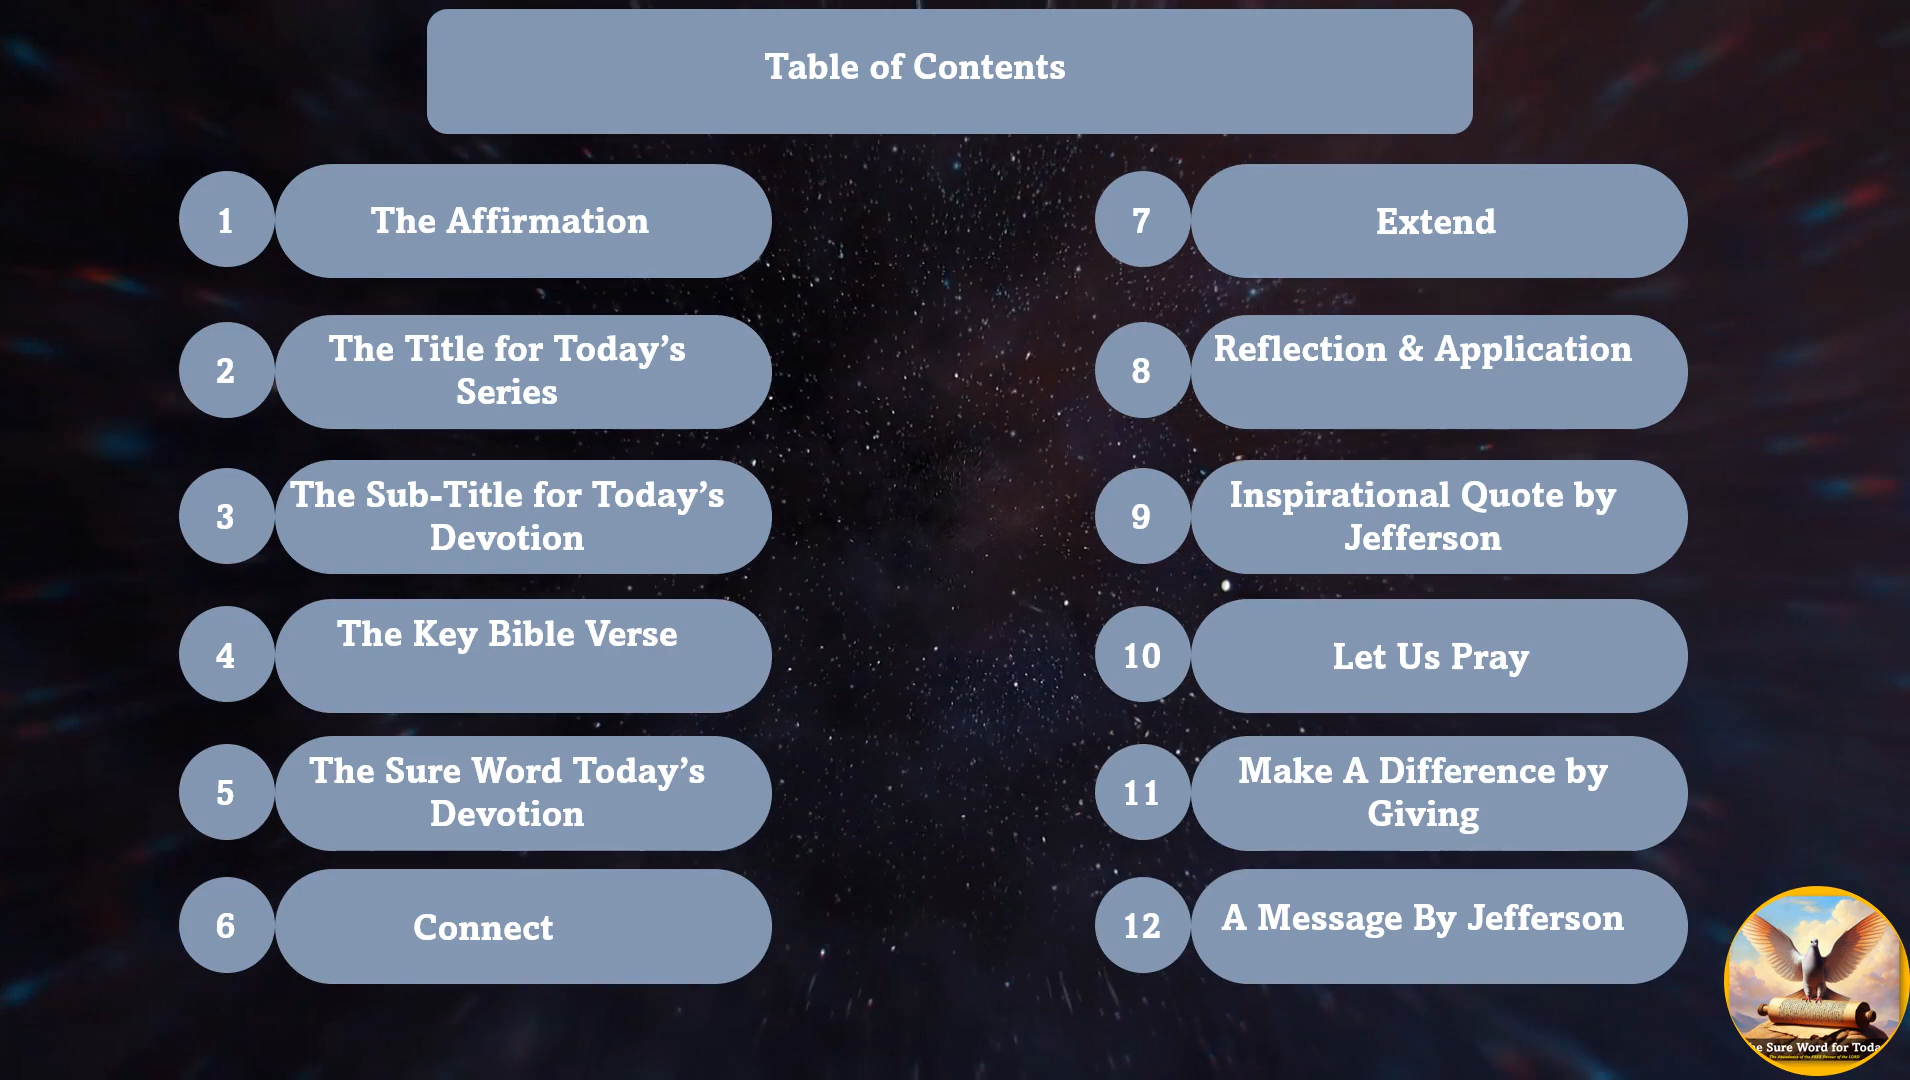 Table of Contents
1
The Affirmation
2
The Title for Today’s
Series
3
The Sub-Title for Today’s
Devotion
4
The Key Bible Verse
5
The Sure Word Today’s
Devotion
6
Connect
7
Extend
8
Reflection & Application
9
Inspirational Quote by
Jefferson
10
Let Us Pray
11
Make A Difference by
Giving
12
A Message By Jefferson
Sure Word for